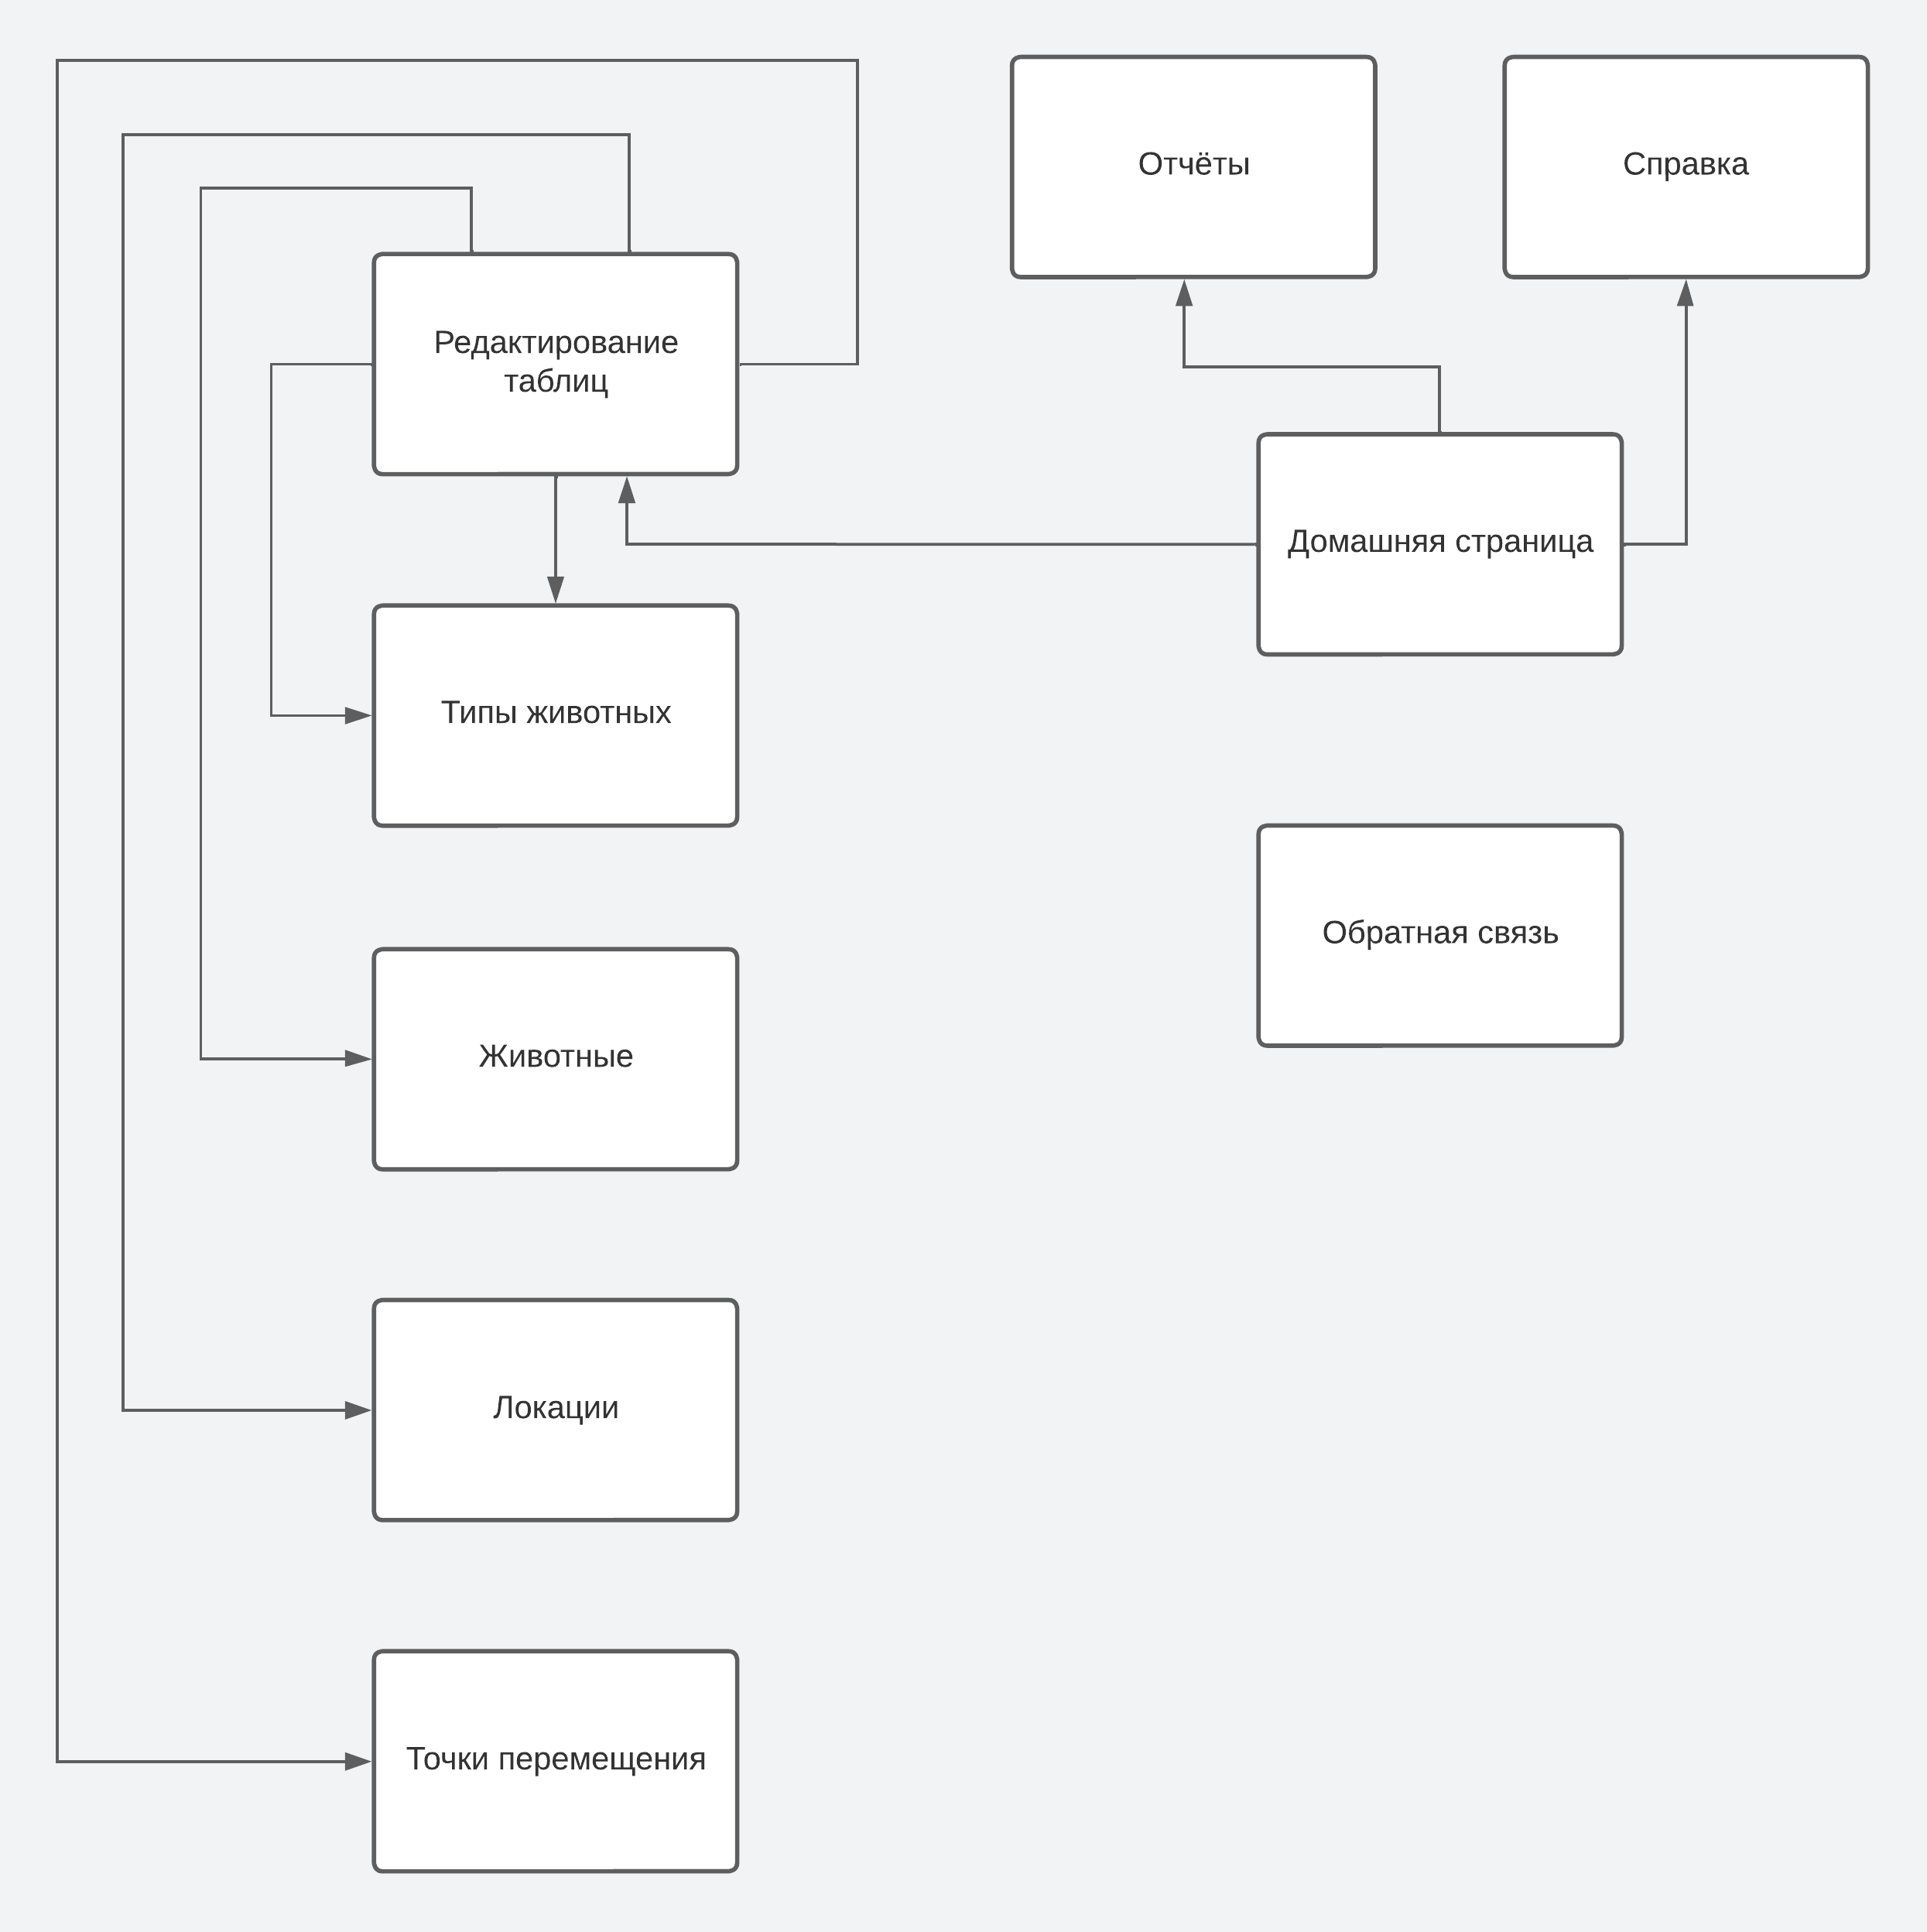 Отчёты
Справка
Редактирование
таблиц
Домашняя страница
Типы животных
Обратная связь
Животные
Локации
Точки перемещения